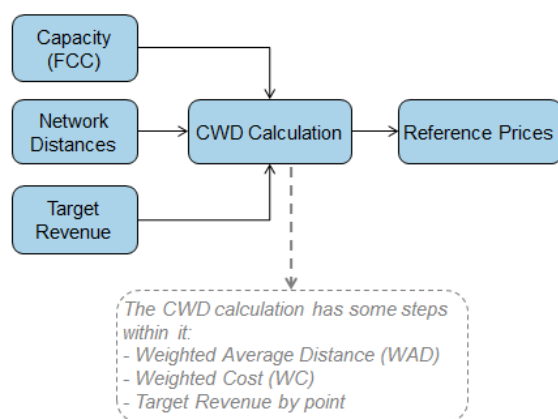 Capacity
(FCC)
Network
Distances
CWD Calculation
Reference Prices
Target
Revenue
The CWD calculation has some steps
within it:
- Weighted Average Distance (WAD)
- Weighted Cost (WC)
- Target Revenue by point